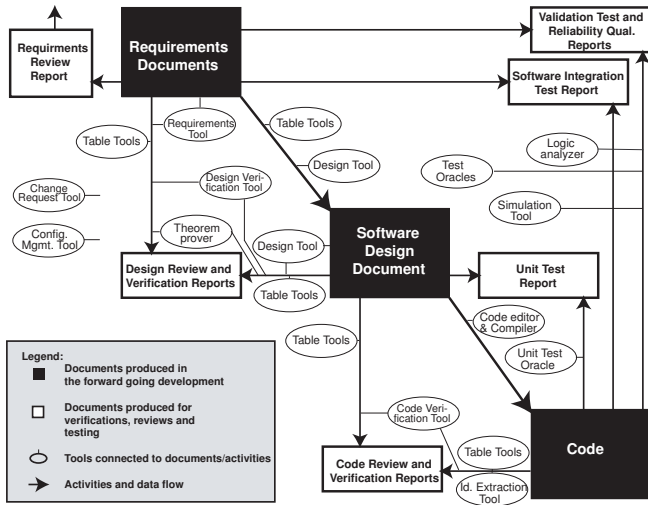 Requirments
Review
Report
Requirements
Documents
Validation Test and
Reliability Qual.
Reports
Software Integration
Test Report
Table Tools
Requirements
Tool
Table Tools
Logic
analyzer
Test
Oracles
Design Tool
Design Veri-
fication Tool
Change
Request Tool
Simulation
Tool
Theorem
prover
Config.
Mgmt. Tool
Design Tool
Software
Design
Document
Design Review and
Verification Reports
Table Tools
Unit Test
Report
Table Tools
Code editor
& Compiler
Unit Test
Oracle
Legend:
Documents produced in
the forward going development
Documents produced for
verifications, reviews and
testing
Tools connected to documents/activities
Activities and data flow
Code Veri-
fication Tool
Code Review and
Verification Reports
Table Tools
Id. Extraction
Tool
Code